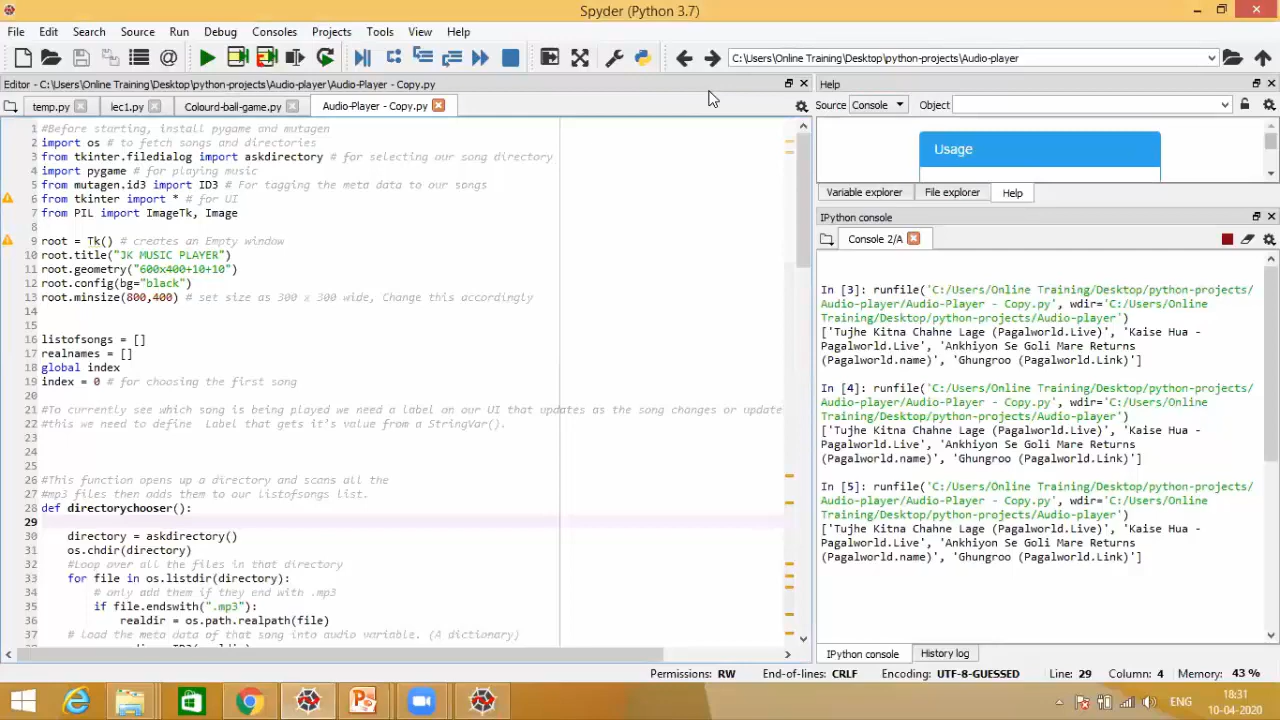 Spyder (Python 3.7)
File Edit Search Source Run Debug Consoles Projects Tools View Help
C:\Users\Online Training\Desktop\python-projects\Audio-player
Editor - C:\Users\Online Training\Desktop\python-projects\Audio-player\Audio-Player - Copy.py
temp.py lec1.py Colourd-ball-game.py Audio-Player - Copy.py
1 #Before starting, install pygame and mutagen
2 import os # to fetch songs and directories
3 from tkinter.filedialog import askdirectory # for selecting our song directory
4 import pygame # for playing music
5 from mutagen.id3 import ID3 # For tagging the meta data to our songs
6 from tkinter import * # for UI
7 from PIL import ImageTk, Image
8
9 root = Tk() # creates an Empty window
10 root.title("JK MUSIC PLAYER")
11 root.geometry("600x400+10+10")
12 root.config(bg="black")
13 root.minsize(800,400) # set size as 300 x 300 wide, Change this accordingly
14
15
16 listofsongs = []
17 realnames = []
18 global index
19 index = 0 # for choosing the first song
20
21 #To currently see which song is being played we need a label on our UI that updates as the song changes or update
22 #this we need to define Label that gets it's value from a StringVar().
23
24
25
26 #This function opens up a directory and scans all the
27 #mp3 files then adds them to our listofsongs list.
28 def directorychooser():
29
30 directory = askdirectory()
31 os.chdir(directory)
32 #Loop over all the files in that directory
33 for file in os.listdir(directory):
34 # only add them if they end with .mp3
35 if file.endswith(".mp3"):
36 realdir = os.path.realpath(file)
37 # load the meta data of that song into audio variable. (A dictionary)
Help
Source Console Object
Usage
Variable explorer File explorer Help
IPython console
Console 2/A
In [3]: runfile('C:/Users/Online Training/Desktop/python-projects/
Audio-player/Audio-Player - Copy.py', wdir='C:/Users/Online
Training/Desktop/python-projects/Audio-player')
['Tujhe Kitna Chahne Lage (Pagalworld.Live)', 'Kaise Hua -
Pagalworld.Live', 'Ankhiyon Se Goli Mare Returns
(Pagalworld.name)', 'Ghungroo (Pagalworld.Link)']
In [4]: runfile('C:/Users/Online Training/Desktop/python-projects/
Audio-player/Audio-Player - Copy.py', wdir='C:/Users/Online
Training/Desktop/python-projects/Audio-player')
['Tujhe Kitna Chahne Lage (Pagalworld.Live)', 'Kaise Hua -
Pagalworld.Live', 'Ankhiyon Se Goli Mare Returns
(Pagalworld.name)', 'Ghungroo (Pagalworld.Link)']
In [5]: runfile('C:/Users/Online Training/Desktop/python-projects/
Audio-player/Audio-Player - Copy.py', wdir='C:/Users/Online
Training/Desktop/python-projects/Audio-player')
['Tujhe Kitna Chahne Lage (Pagalworld.Live)', 'Kaise Hua -
Pagalworld.Live', 'Ankhiyon Se Goli Mare Returns
(Pagalworld.name)', 'Ghungroo (Pagalworld.Link)']
IPython console History log
Permissions: RW End-of-lines: CRLF Encoding: UTF-8-GUESSED Line: 29 Column: 4 Memory: 43 %
ENG
18:31
10-04-2020